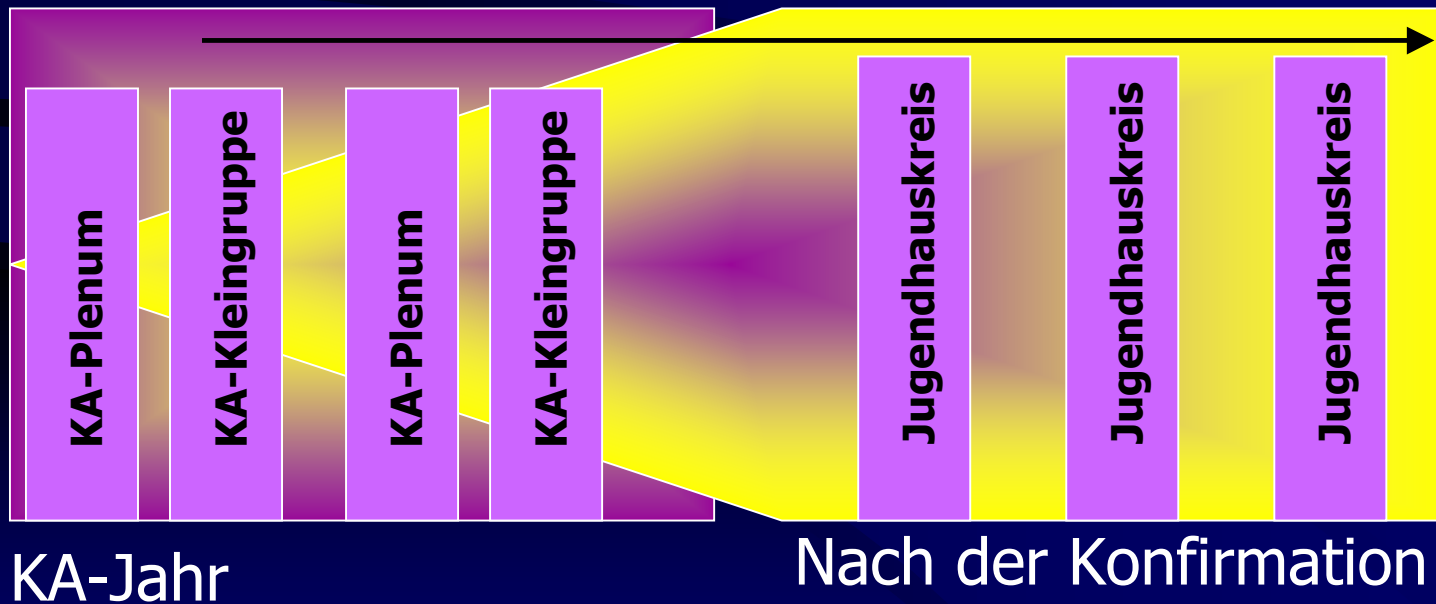 KA-Plenum
KA-Kleingruppe
KA-Plenum
KA-Kleingruppe
Jugendhauskreis
Jugendhauskreis
Jugendhauskreis
KA-Jahr
Nach der Konfirmation